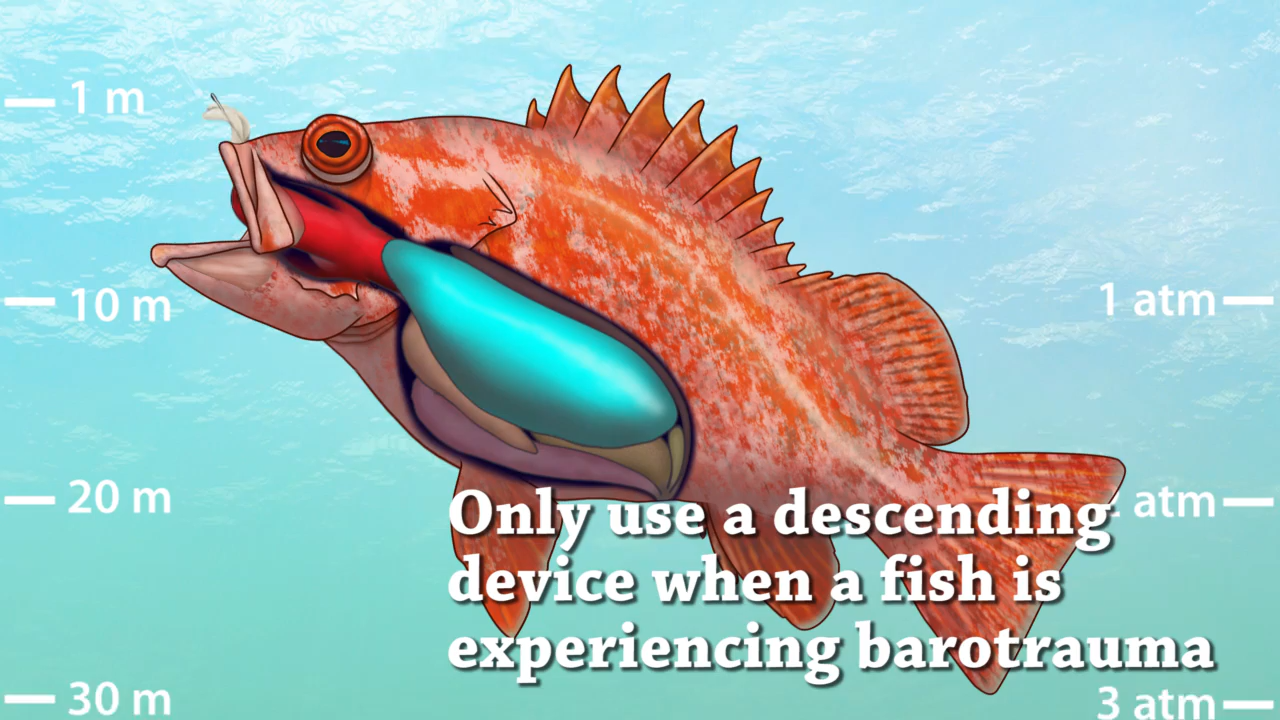 1 m
10 m
1 atm
20 m
atm
Only use a descending
device when a fish is
experiencing barotrauma
30 m
3 atm